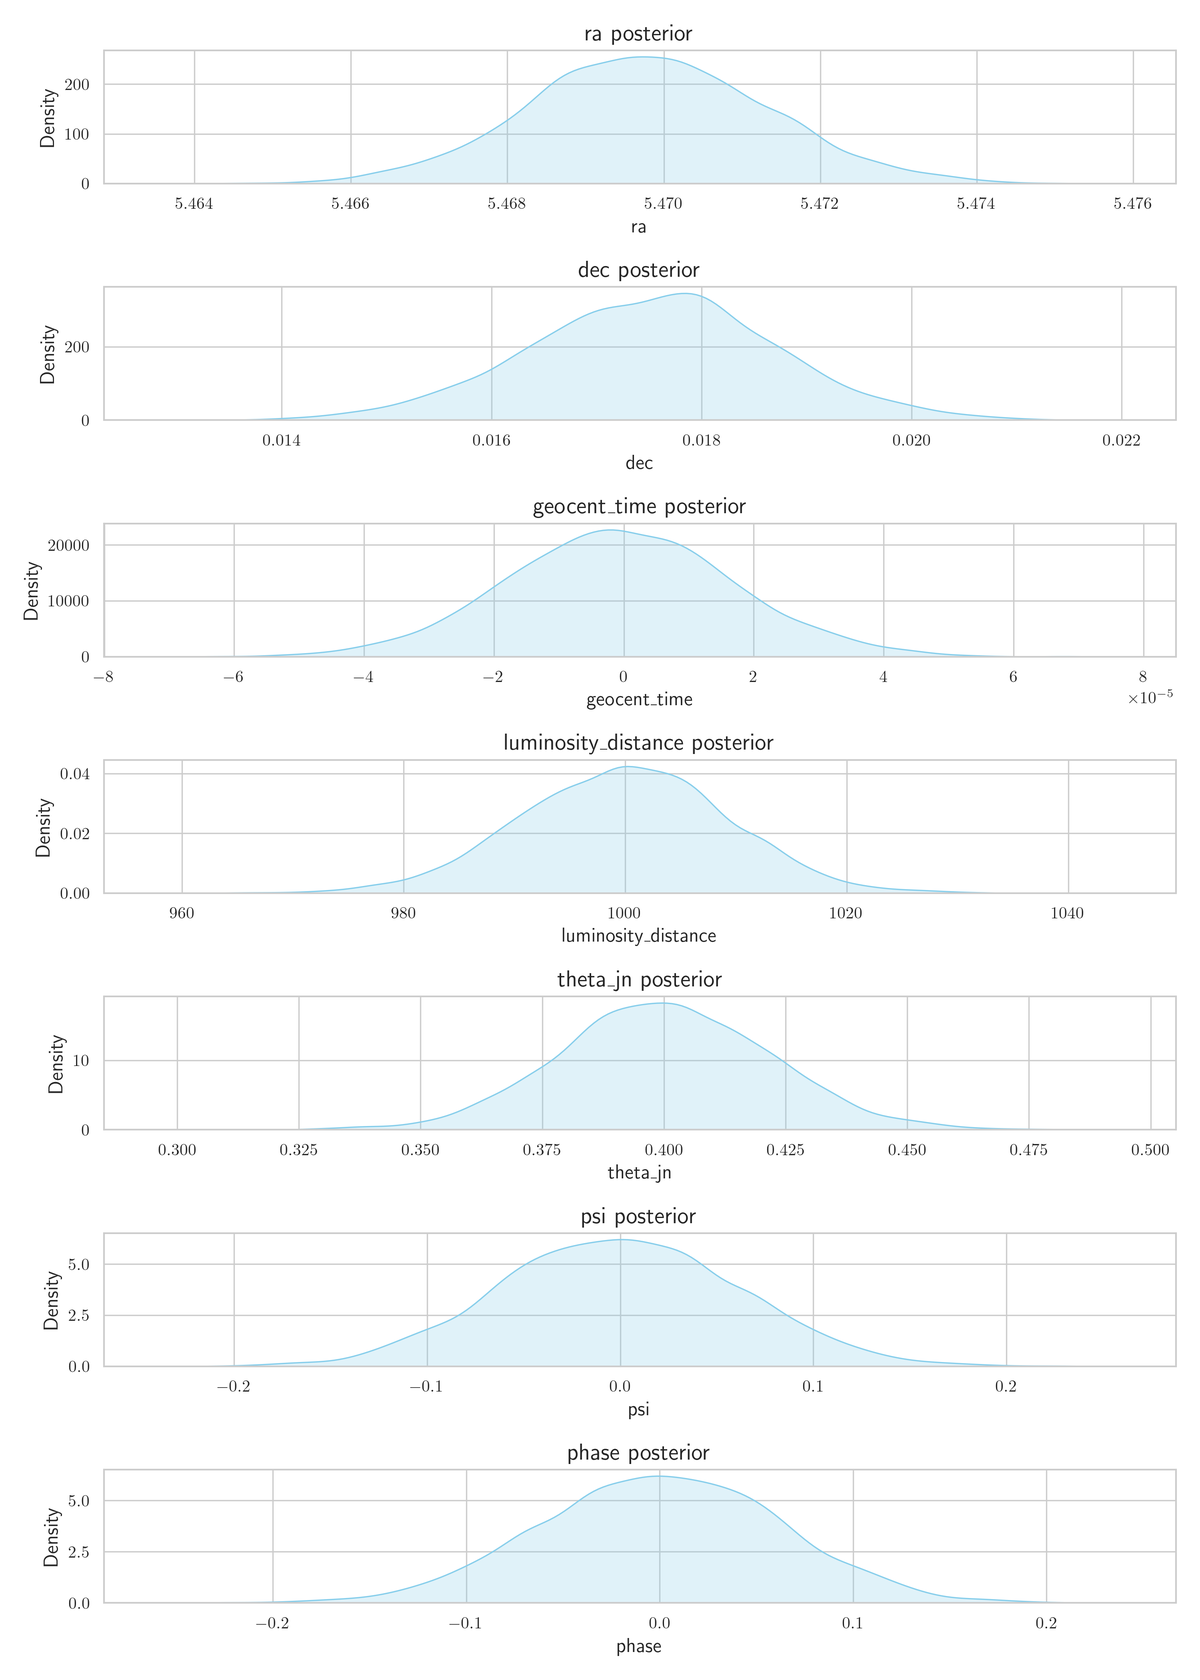 ra posterior
200
100
0
Density
5.464 5.466 5.468 5.470 5.472 5.474 5.476
ra
dec posterior
200
0
Density
0.014 0.016 0.018 0.020 0.022
dec
geocent_time posterior
20000
10000
0
Density
−8 −6 −4 −2 0 2 4 6 8
×10⁻⁵
geocent_time
luminosity_distance posterior
0.04
0.02
0.00
Density
960 980 1000 1020 1040
luminosity_distance
theta_jn posterior
10
0
Density
0.300 0.325 0.350 0.375 0.400 0.425 0.450 0.475 0.500
theta_jn
psi posterior
5.0
2.5
0.0
Density
−0.2 −0.1 0.0 0.1 0.2
psi
phase posterior
5.0
2.5
0.0
Density
−0.2 −0.1 0.0 0.1 0.2
phase